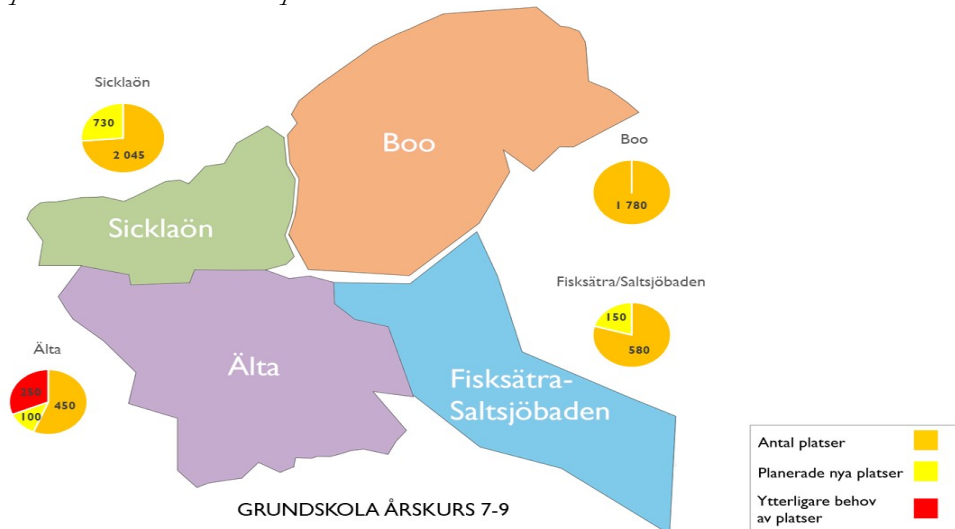 Sicklaön
730
2 045
Boo
Boo
1 780
Sicklaön
Fisksätra/Saltsjöbaden
150
580
Älta
250
450
100
Älta
Fisksätra-
Saltsjöbaden
GRUNDSKOLA ÅRSKURS 7-9
Antal platser
Planerade nya platser
Ytterligare behov
av platser